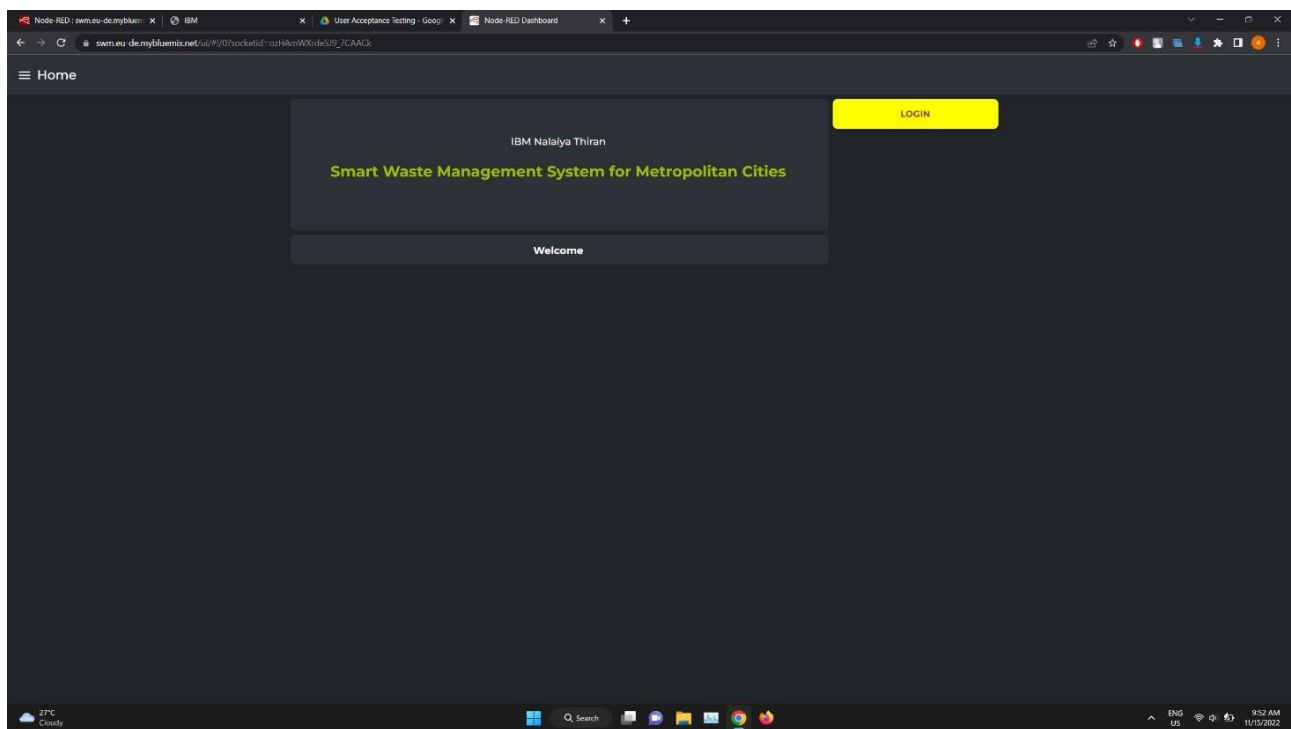 Node-RED : swm.eu-de.mybluem
IBM
User Acceptance Testing - Googl
Node-RED Dashboard
swm.eu-de.mybluemix.net/ui/#!/0?socketid=
Home
LOGIN
IBM Nalaiya Thiran
Smart Waste Management System for Metropolitan Cities
Welcome
27°C
Cloudy
Search
ENG
US
9:52 AM
11/15/2022